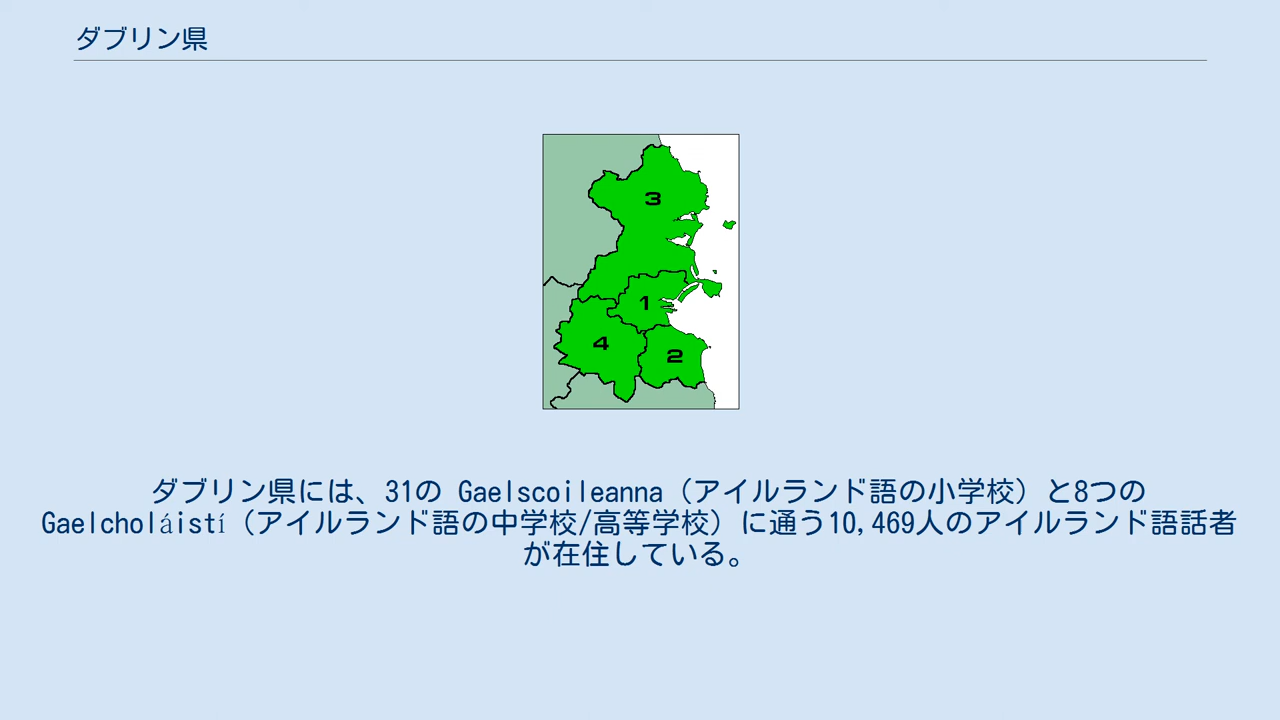 ダブリン県
3
1
4
2
ダブリン県には、31の Gaelscoileanna（アイルランド語の小学校）と8つの
Gaelcholáistí（アイルランド語の中学校/高等学校）に通う10,469人のアイルランド語話者
が在住している。